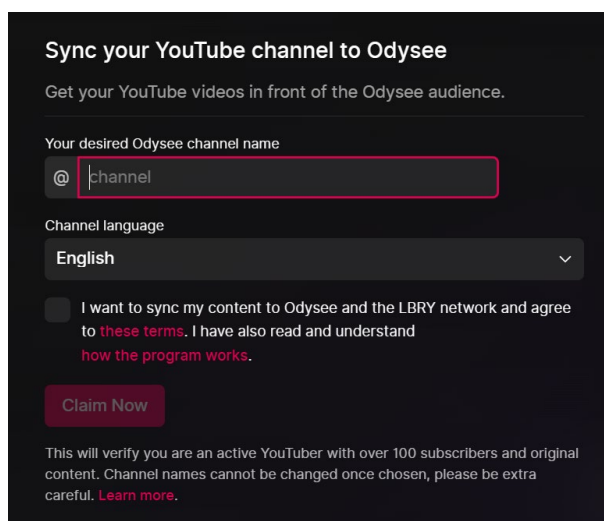 Sync your YouTube channel to Odysee
Get your YouTube videos in front of the Odysee audience.
Your desired Odysee channel name
@ channel
Channel language
English
I want to sync my content to Odysee and the LBRY network and agree
to these terms. I have also read and understand
how the program works.
Claim Now
This will verify you are an active YouTuber with over 100 subscribers and original
content. Channel names cannot be changed once chosen, please be extra
careful. Learn more.